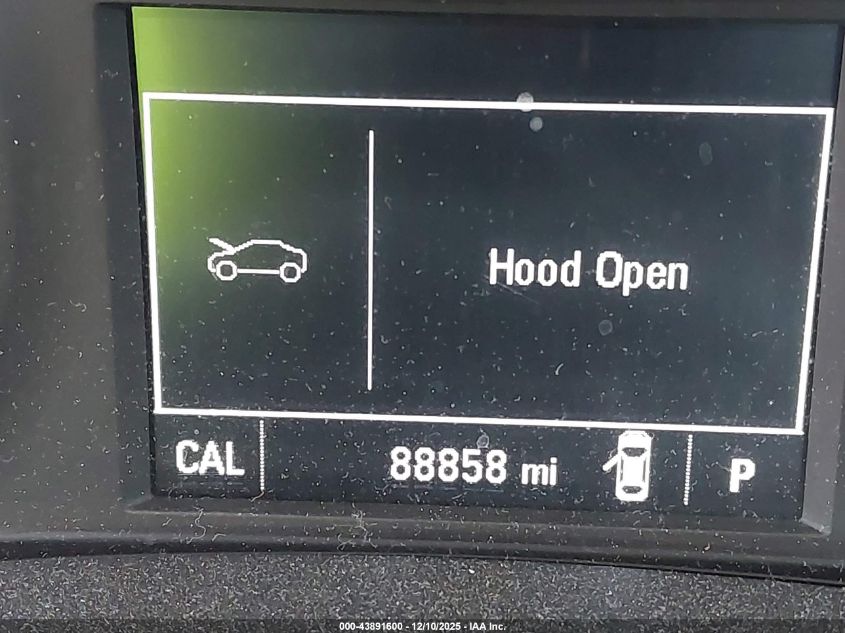 Hood Open
CAL
88858 mi
P
000-43891600 - 12/10/2025 - IAA Inc.